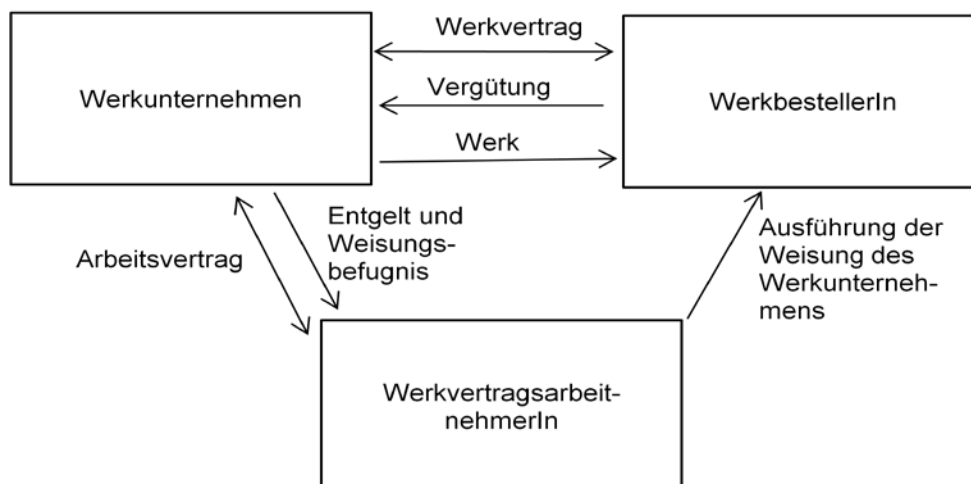 Werkvertrag
Werkunternehmen
Vergütung
WerkbestellerIn
Werk
Arbeitsvertrag
Entgelt und
Weisungs-
befugnis
Ausführung der
Weisung des
Werkunterneh-
mens
Werkvertragsarbeit-
nehmerIn